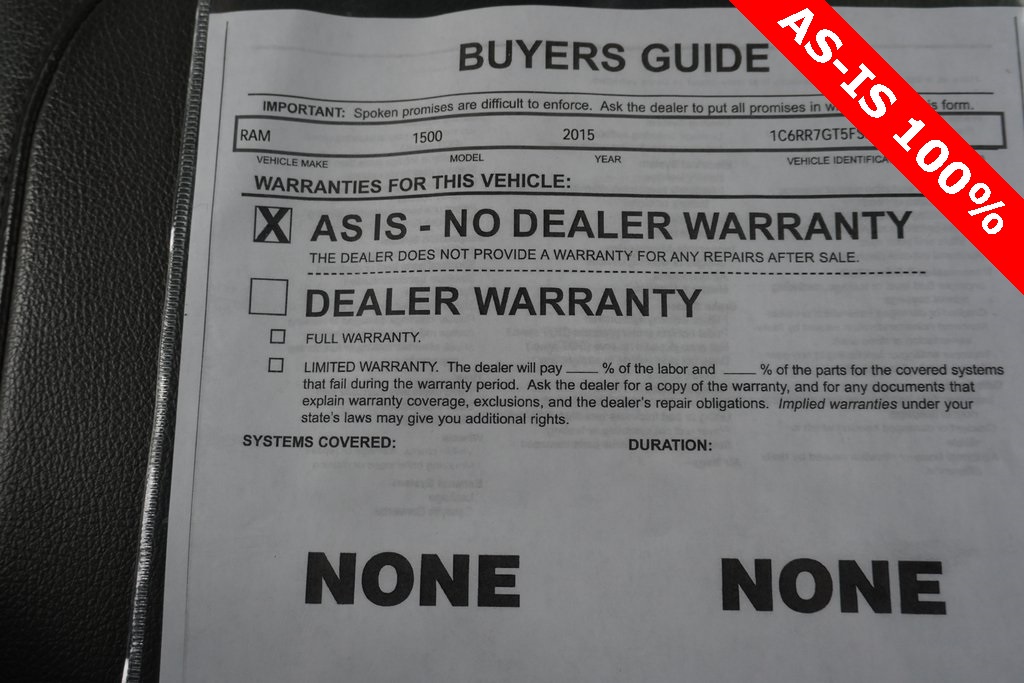 BUYERS GUIDE
IMPORTANT: Spoken promises are difficult to enforce. Ask the dealer to put all promises in form.
RAM 1500 2015 1C6RR7GT5FS
VEHICLE MAKE MODEL YEAR VEHICLE
WARRANTIES FOR THIS VEHICLE:
X AS IS - NO DEALER WARRANTY
THE DEALER DOES NOT PROVIDE A WARRANTY FOR ANY REPAIRS AFTER SALE.
DEALER WARRANTY
FULL WARRANTY.
LIMITED WARRANTY. The dealer will pay ____ % of the labor and ____ % of the parts for the covered systems
that fail during the warranty period. Ask the dealer for a copy of the warranty, and for any documents that
explain warranty coverage, exclusions, and the dealer's repair obligations. Implied warranties under your
state's laws may give you additional rights.
SYSTEMS COVERED: DURATION:
NONE NONE
AS-IS 100%